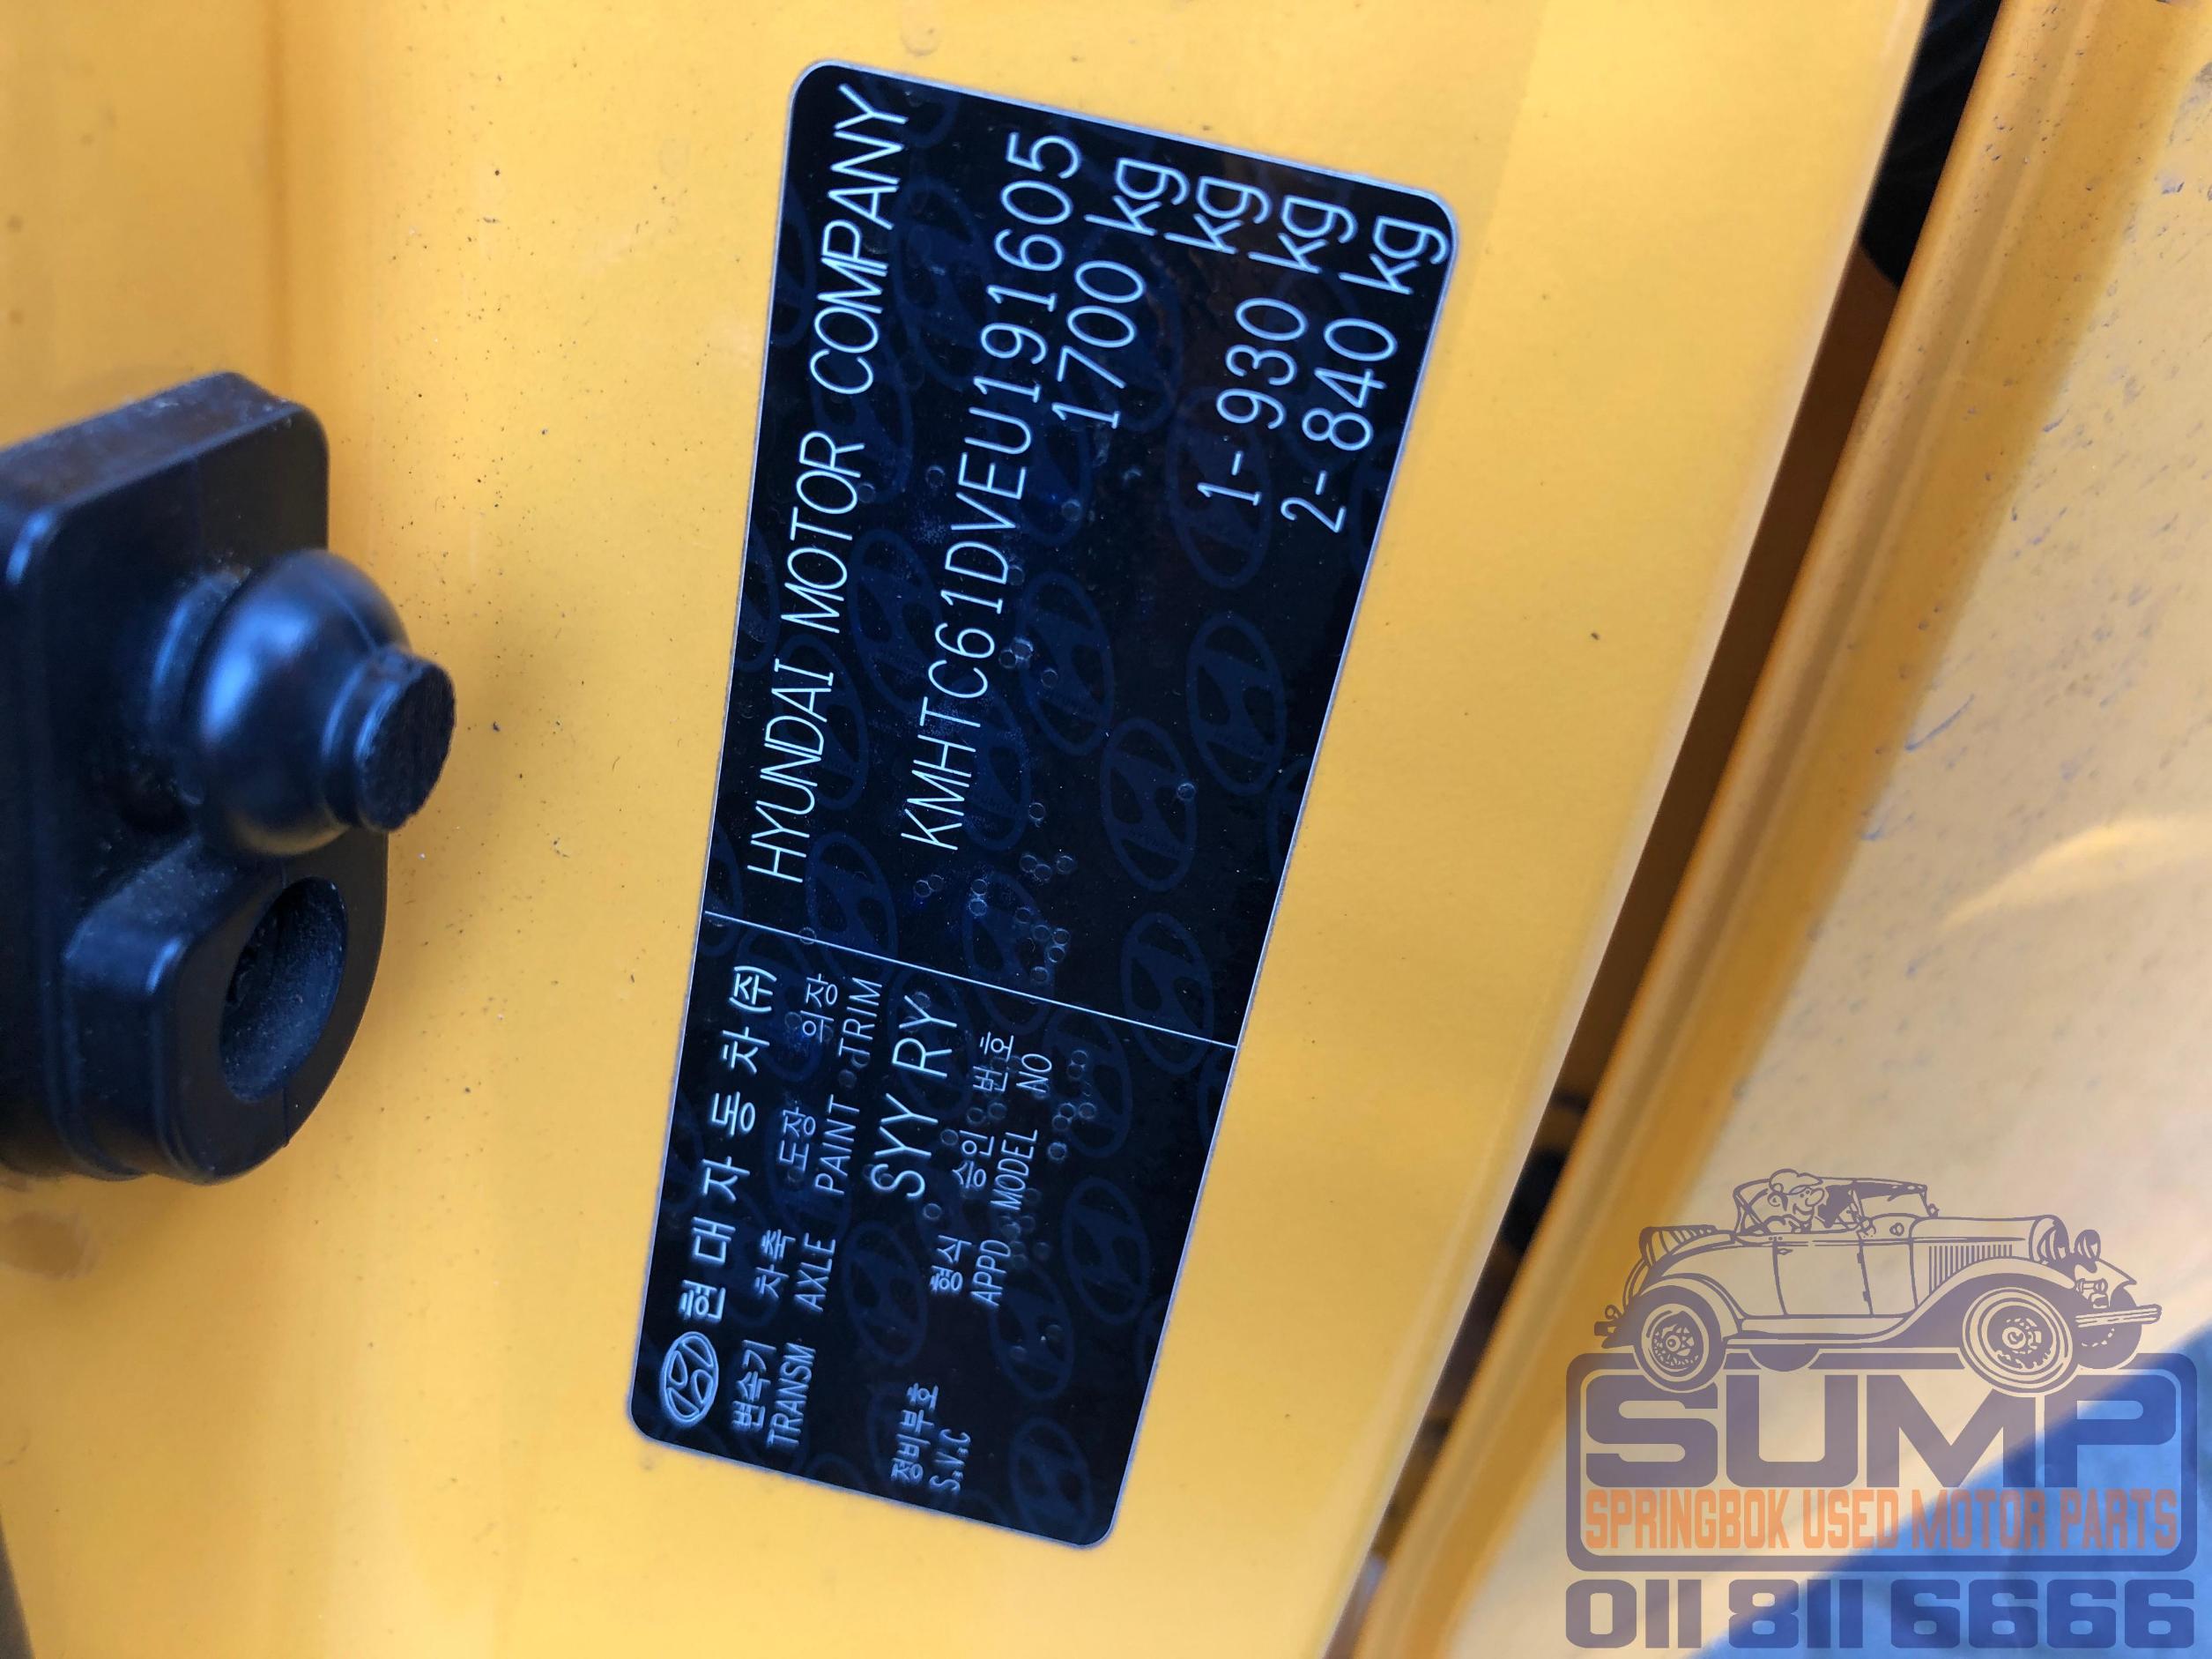 현대자동차(주)
변속기 차축 도장 의장
TRANSM AXLE PAINT TRIM
SYY RY
정비부호 형식 승인 번호
S.V.C APPD MODEL NO
HYUNDAI MOTOR COMPANY
KMHTC61DVEU191605
1700 kg
kg
1- 930 kg
2- 840 kg
SUMP
SPRINGBOK USED MOTOR PARTS
011 811 6666